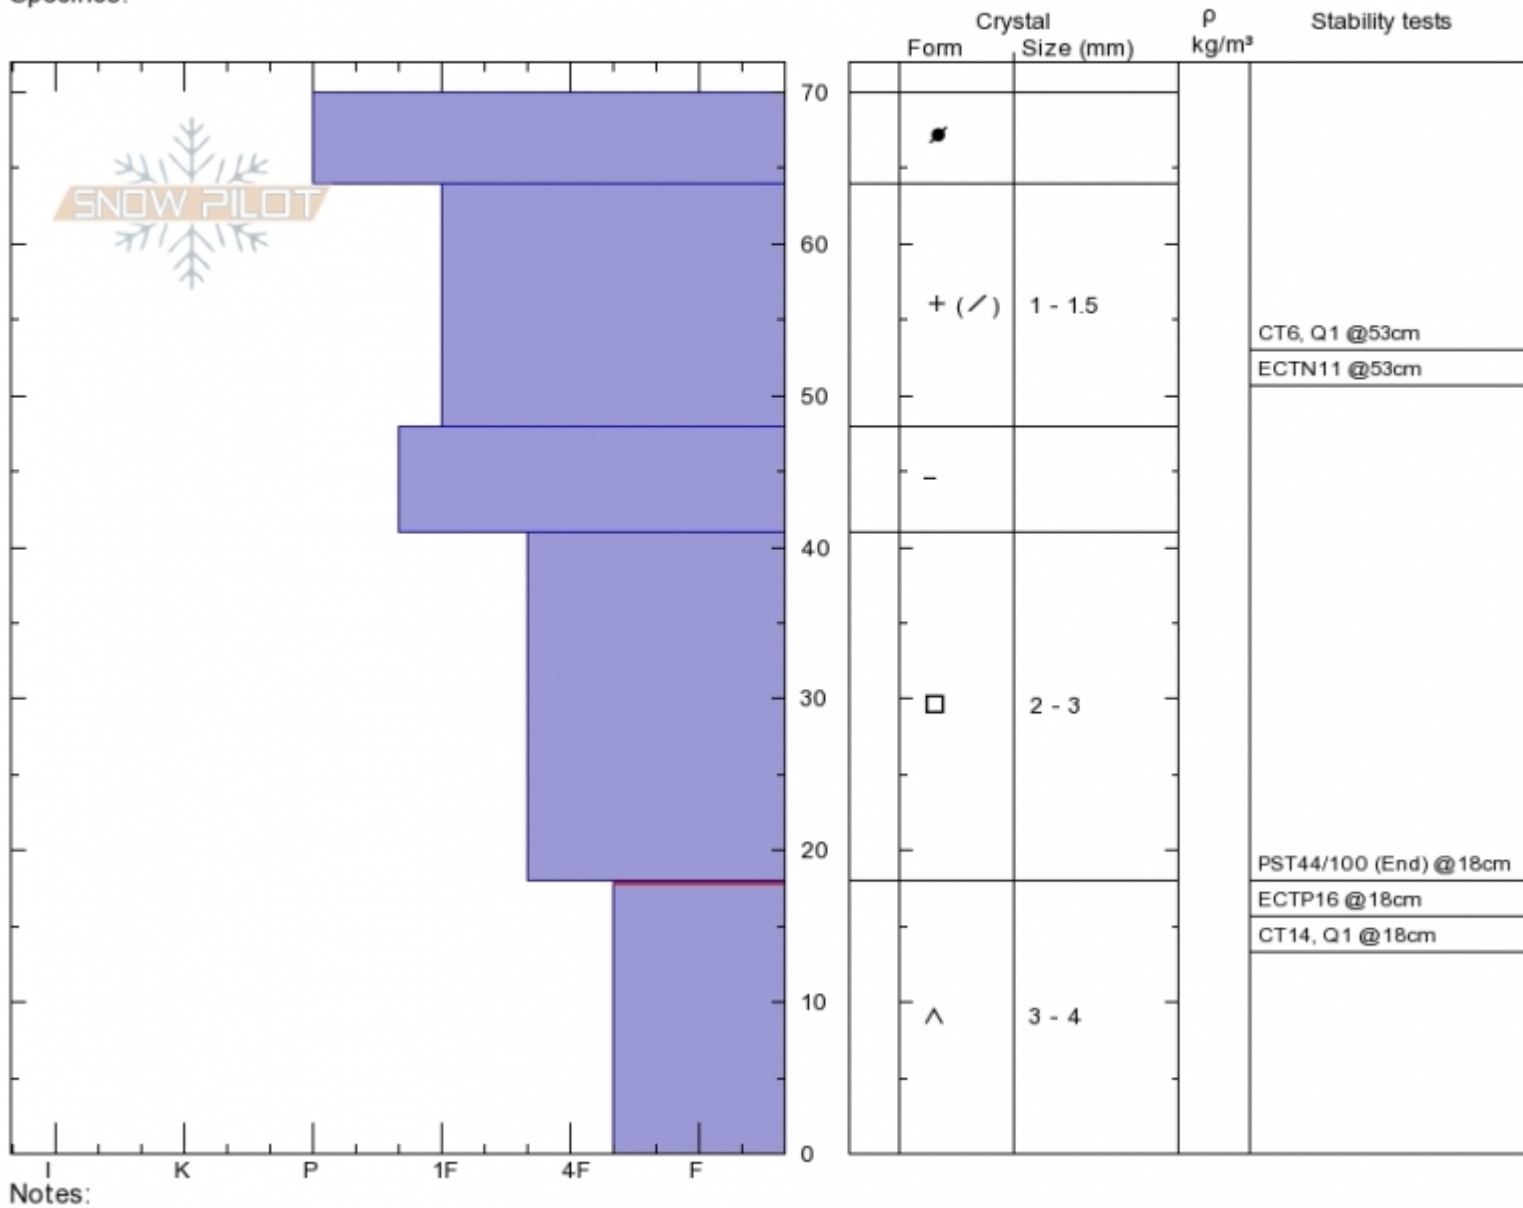 Crystal
ρ
Stability tests
Form
Size (mm)
kg/m³
70
SNOW PILOT
60
+ (/)
1 - 1.5
CT6, Q1 @53cm
ECTN11 @53cm
50
-
40
30
2 - 3
20
PST44/100 (End) @18cm
ECTP16 @18cm
CT14, Q1 @18cm
10
3 - 4
0
I K P 1F 4F F
Notes: